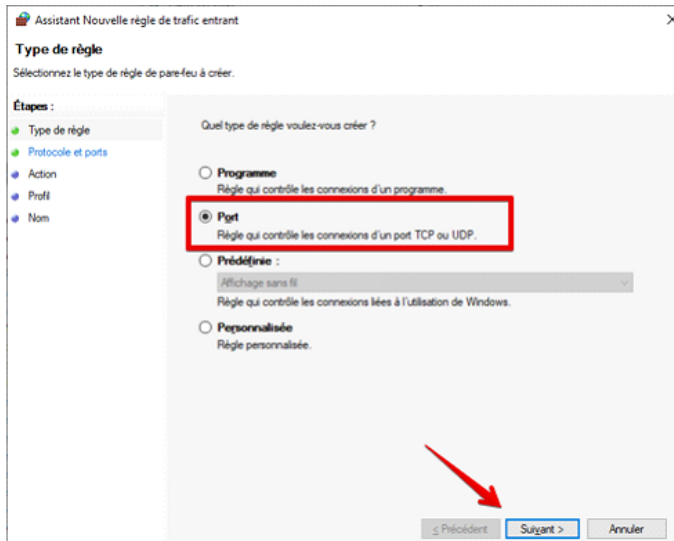 Assistant Nouvelle règle de trafic entrant
Type de règle
Sélectionnez le type de règle de pare-feu à créer.
Étapes :
Type de règle
Protocole et ports
Action
Profil
Nom
Quel type de règle voulez-vous créer ?
Programme
Règle qui contrôle les connexions d'un programme.
Port
Règle qui contrôle les connexions d'un port TCP ou UDP.
Prédéfinie :
Affichage sans fil
Règle qui contrôle les connexions liées à l'utilisation de Windows.
Personnalisée
Règle personnalisée.
< Précédent Suivant > Annuler